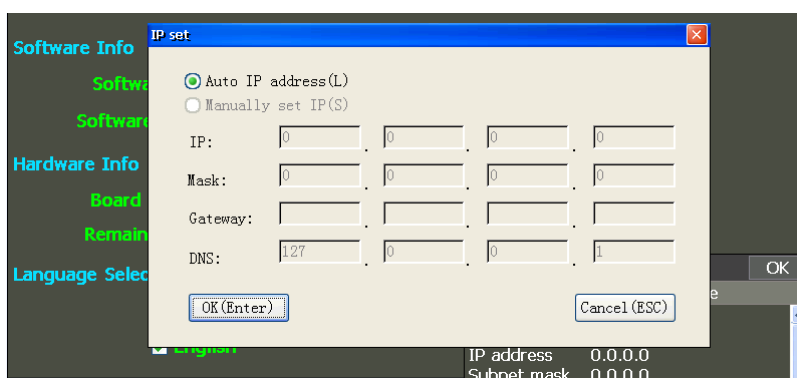 IP set
Software Info
Auto IP address(L)
Manually set IP(S)
IP: 0 . 0 . 0 . 0
Hardware Info
Mask: 0 . 0 . 0 . 0
Board
Gateway: . . .
Remain
DNS: 127 . 0 . 0 . 1
Language Selec
OK
OK(Enter) Cancel(ESC)
English
IP address 0.0.0.0
Subnet mask 0.0.0.0